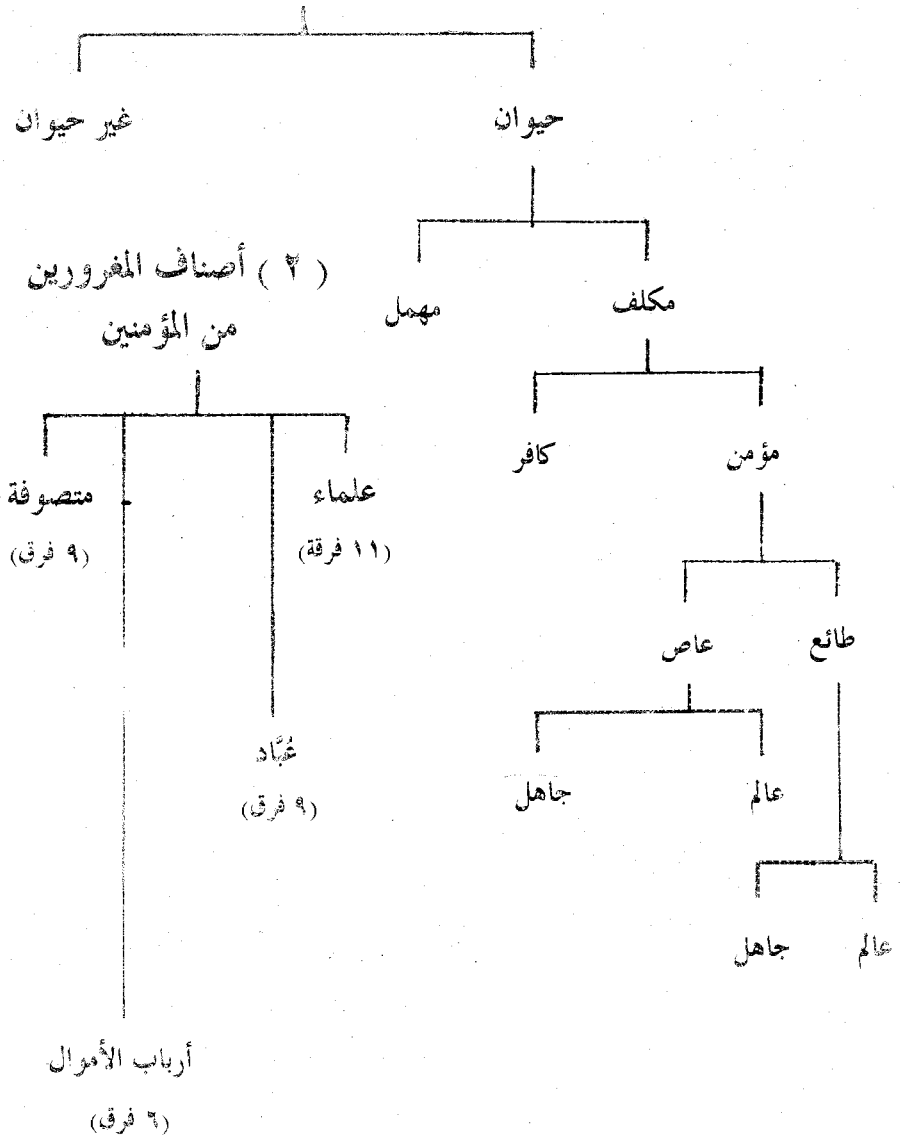 حيوان
غير حيوان
مكلف
مهمل
مؤمن
كافر
طائع
عاص
عالم
جاهل
عالم
جاهل
( ٢ ) أصناف المغرورين
من المؤمنين
علماء
(١١ فرقة)
عُبَّاد
(٩ فرق)
أرباب الأموال
(٦ فرق)
متصوفة
(٩ فرق)